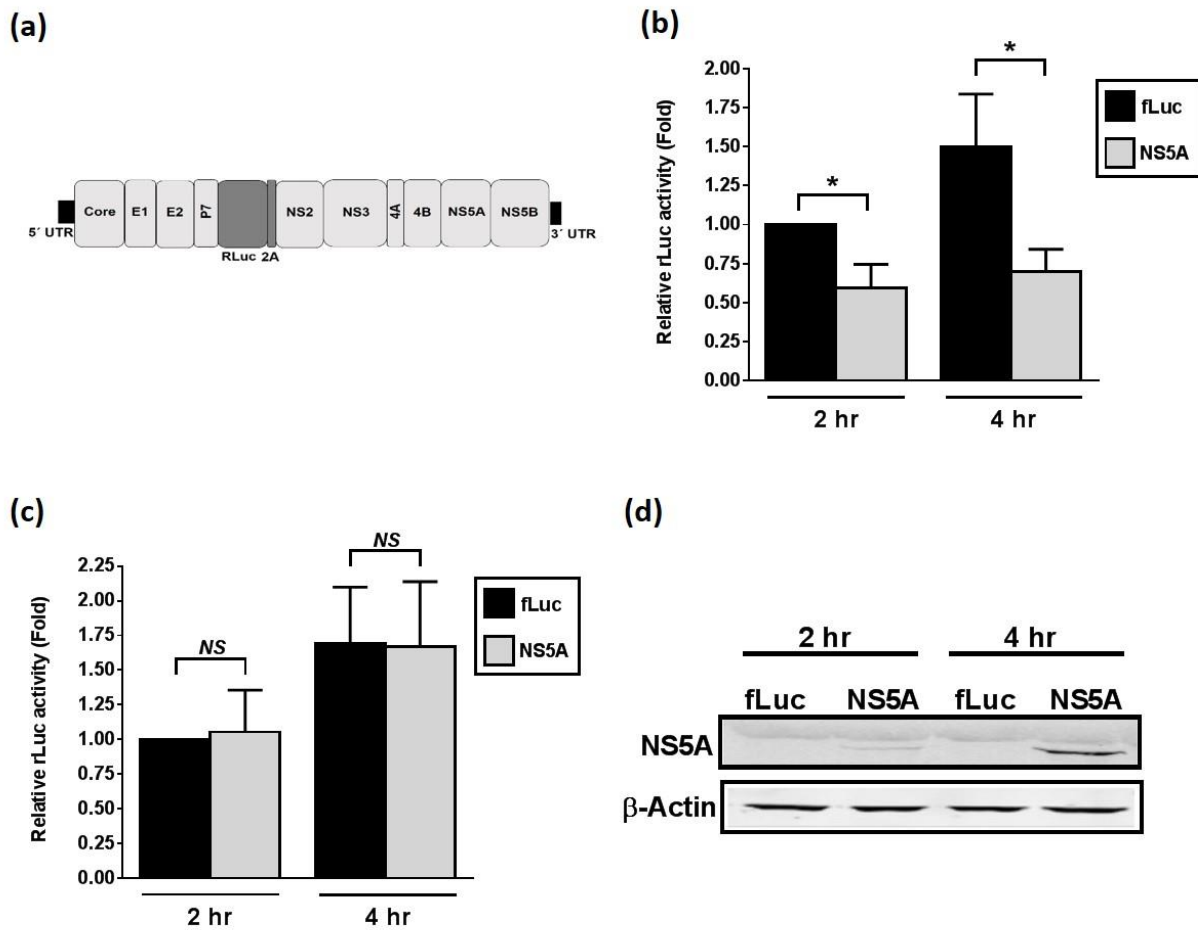 (a)
Core E1 E2 P7 NS2 NS3 4A 4B NS5A NS5B
5´ UTR 3´ UTR
RLuc 2A
(b)
Relative rLuc activity (Fold)
2.00
1.75
1.50
1.25
1.00
0.75
0.50
0.25
0.00
* *
fLuc
NS5A
2 hr 4 hr
(c)
Relative rLuc activity (Fold)
2.25
2.00
1.75
1.50
1.25
1.00
0.75
0.50
0.25
0.00
NS NS
fLuc
NS5A
2 hr 4 hr
(d)
2 hr 4 hr
fLuc NS5A fLuc NS5A
NS5A
β-Actin